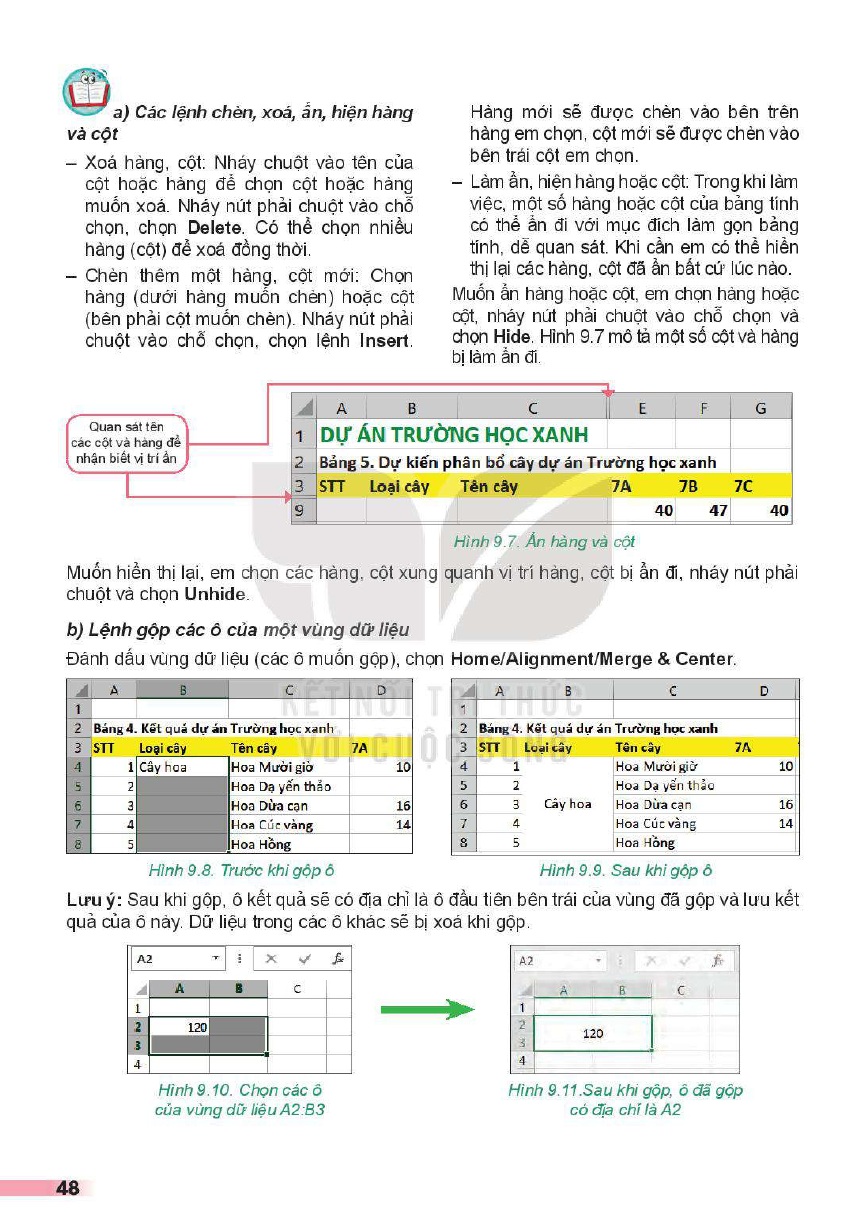 a) Các lệnh chèn, xoá, ẩn, hiện hàng
và cột
– Xoá hàng, cột: Nháy chuột vào tên của
cột hoặc hàng để chọn cột hoặc hàng
muốn xoá. Nháy nút phải chuột vào chỗ
chọn, chọn Delete. Có thể chọn nhiều
hàng (cột) để xoá đồng thời.
– Chèn thêm một hàng, cột mới: Chọn
hàng (dưới hàng muốn chèn) hoặc cột
(bên phải cột muốn chèn). Nháy nút phải
chuột vào chỗ chọn, chọn lệnh Insert.
Hàng mới sẽ được chèn vào bên trên
hàng em chọn, cột mới sẽ được chèn vào
bên trái cột em chọn.
– Làm ẩn, hiện hàng hoặc cột: Trong khi làm
việc, một số hàng hoặc cột của bảng tính
có thể ẩn đi với mục đích làm gọn bảng
tính, dễ quan sát. Khi cần em có thể hiển
thị lại các hàng, cột đã ẩn bất cứ lúc nào.
Muốn ẩn hàng hoặc cột, em chọn hàng hoặc
cột, nháy nút phải chuột vào chỗ chọn và
chọn Hide. Hình 9.7 mô tả một số cột và hàng
bị làm ẩn đi.
Quan sát tên
các cột và hàng để
nhận biết vị trí ẩn
A B C E F G
1 DỰ ÁN TRƯỜNG HỌC XANH
2 Bảng 5. Dự kiến phân bổ cây dự án Trường học xanh
3 STT Loại cây Tên cây 7A 7B 7C
9 40 47 40
Hình 9.7. Ẩn hàng và cột
Muốn hiển thị lại, em chọn các hàng, cột xung quanh vị trí hàng, cột bị ẩn đi, nháy nút phải
chuột và chọn Unhide.
b) Lệnh gộp các ô của một vùng dữ liệu
Đánh dấu vùng dữ liệu (các ô muốn gộp), chọn Home/Alignment/Merge & Center.
KẾT NỐI TRI THỨC
VỚI CUỘC SỐNG
A B C D
1
2 Bảng 4. Kết quả dự án Trường học xanh
3 STT Loại cây Tên cây 7A
4 1 Cây hoa Hoa Mười giờ 10
5 2 Hoa Dạ yến thảo
6 3 Hoa Dừa cạn 16
7 4 Hoa Cúc vàng 14
8 5 Hoa Hồng
Hình 9.8. Trước khi gộp ô
A B C D
1
2 Bảng 4. Kết quả dự án Trường học xanh
3 STT Loại cây Tên cây 7A
4 1 Hoa Mười giờ 10
5 2 Hoa Dạ yến thảo
6 3 Cây hoa Hoa Dừa cạn 16
7 4 Hoa Cúc vàng 14
8 5 Hoa Hồng
Hình 9.9. Sau khi gộp ô
Lưu ý: Sau khi gộp, ô kết quả sẽ có địa chỉ là ô đầu tiên bên trái của vùng đã gộp và lưu kết
quả của ô này. Dữ liệu trong các ô khác sẽ bị xoá khi gộp.
A2 fx
A B C
1
2 120
3
4
Hình 9.10. Chọn các ô
của vùng dữ liệu A2:B3
A2 fx
A B C
1
2
120
3
4
Hình 9.11.Sau khi gộp, ô đã gộp
có địa chỉ là A2
48